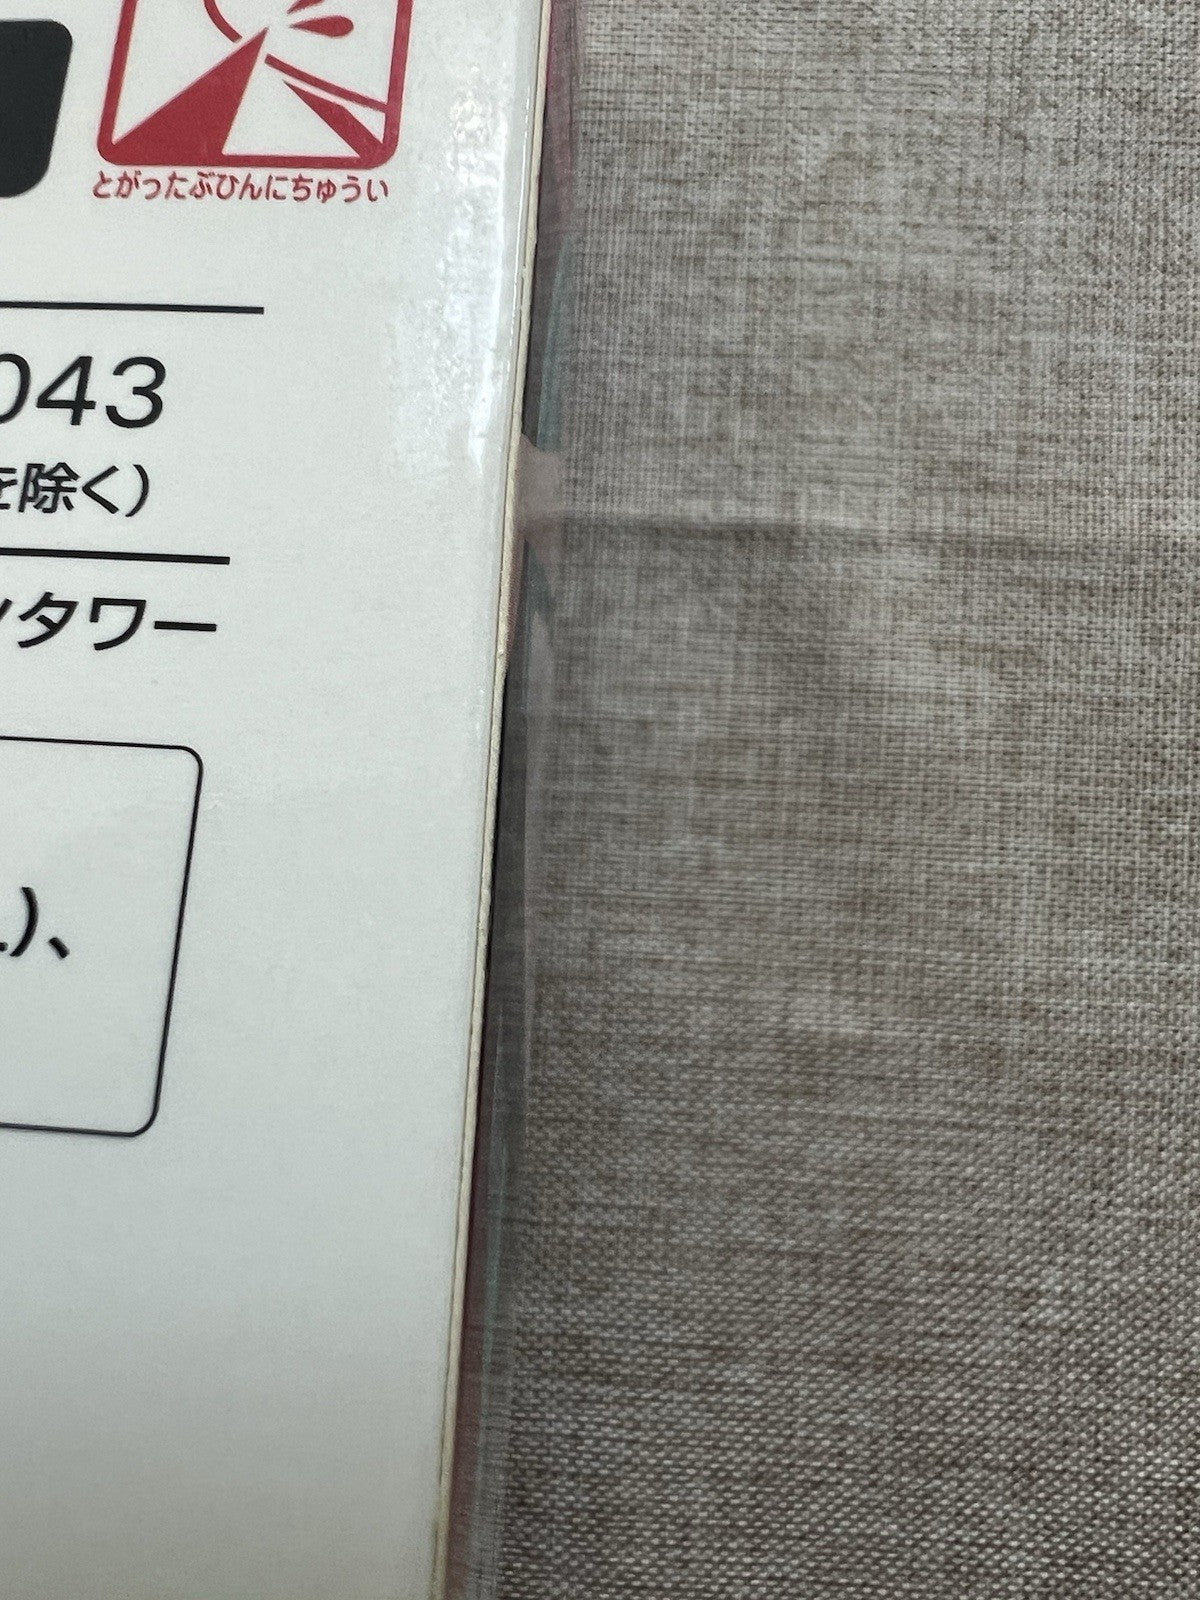 とがったぶひんにちゅうい
043
を除く）
ンタワー
.)、